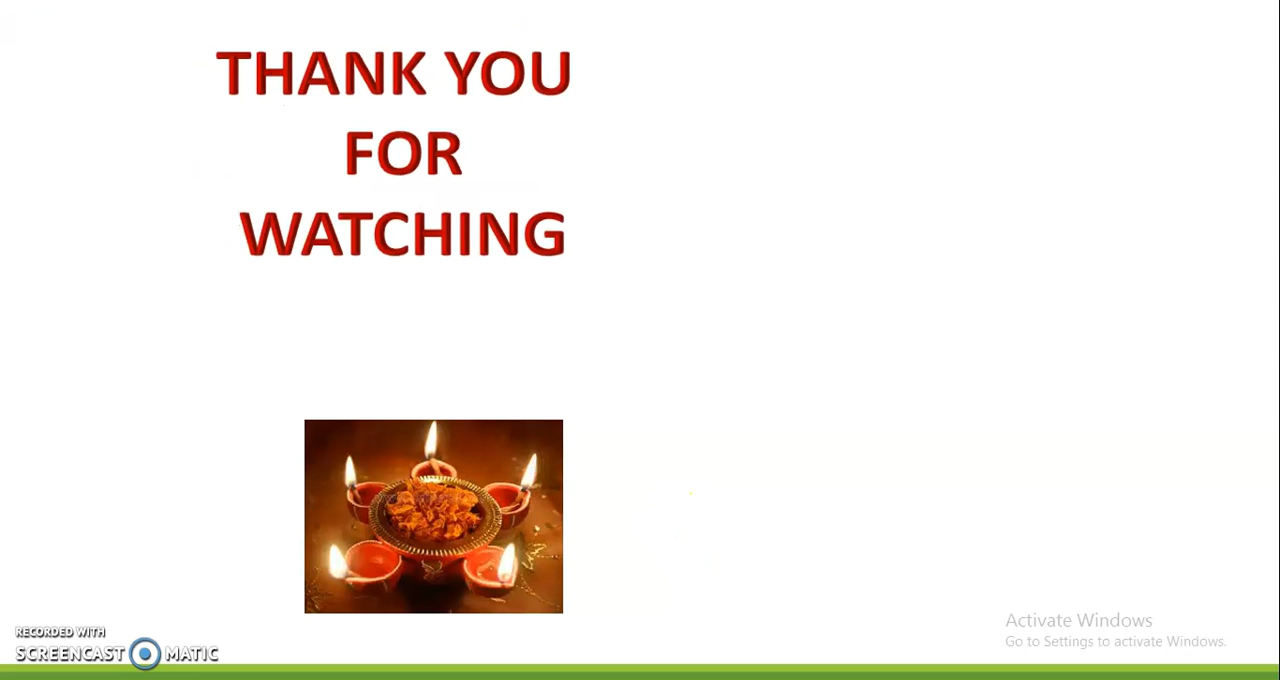 THANK YOU
FOR
WATCHING
Activate Windows
Go to Settings to activate Windows.
RECORDED WITH
SCREENCAST MATIC